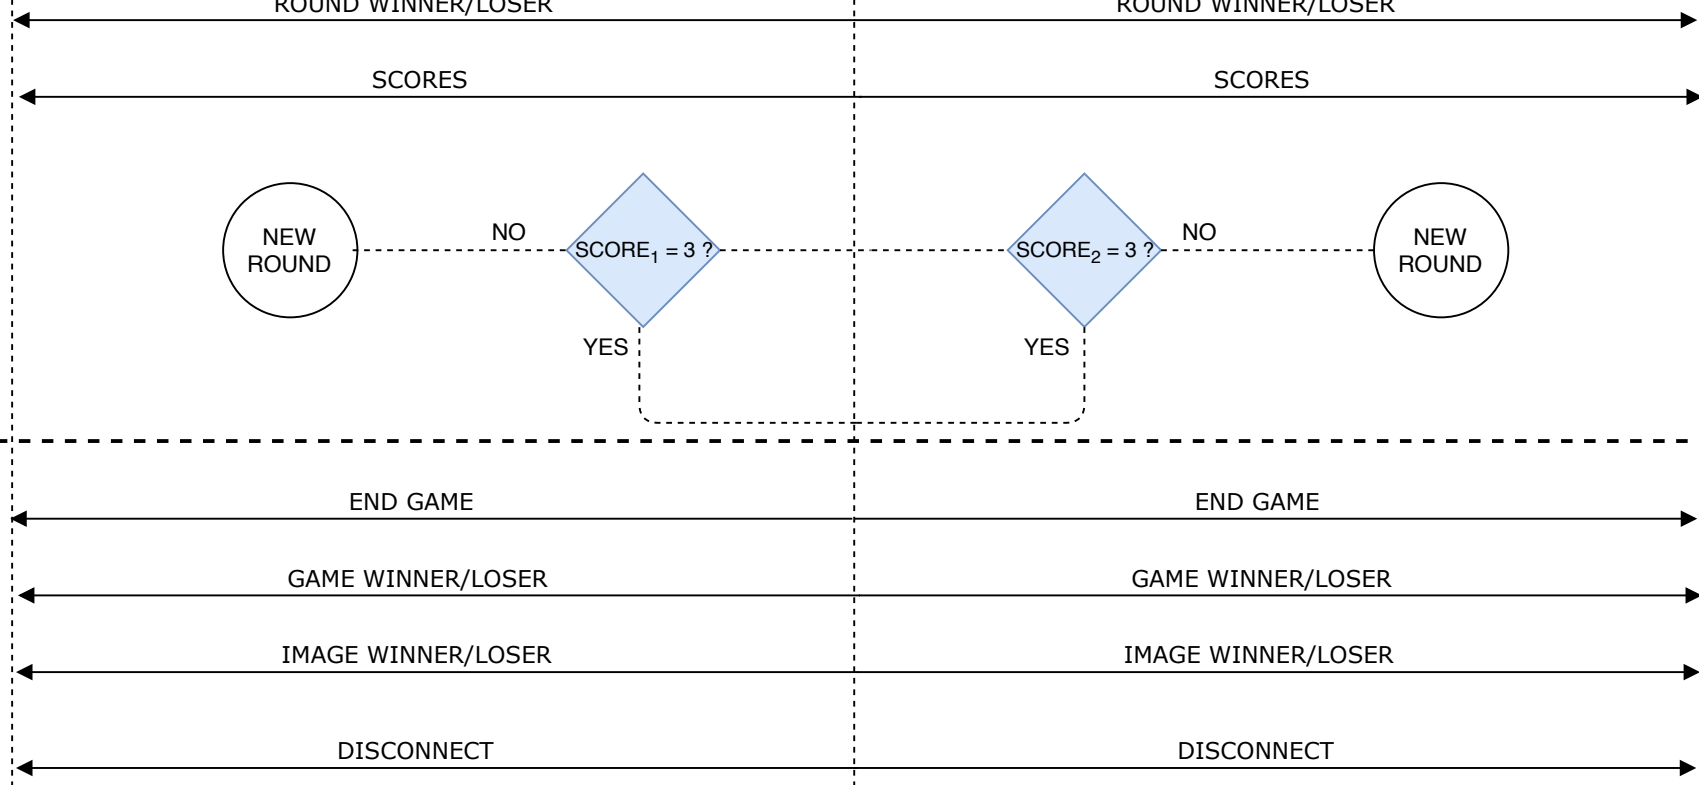 ROUND WINNER/LOSER
ROUND WINNER/LOSER
SCORES
SCORES
NEW
ROUND
NO
SCORE₁ = 3 ?
SCORE₂ = 3 ?
NO
NEW
ROUND
YES
YES
END GAME
END GAME
GAME WINNER/LOSER
GAME WINNER/LOSER
IMAGE WINNER/LOSER
IMAGE WINNER/LOSER
DISCONNECT
DISCONNECT